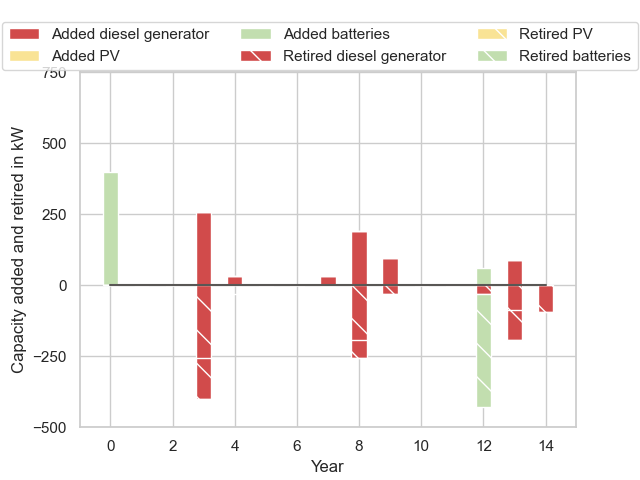 Added diesel generator
Added PV
Added batteries
Retired diesel generator
Retired PV
Retired batteries
750
500
250
0
−250
−500
Capacity added and retired in kW
0 2 4 6 8 10 12 14
Year